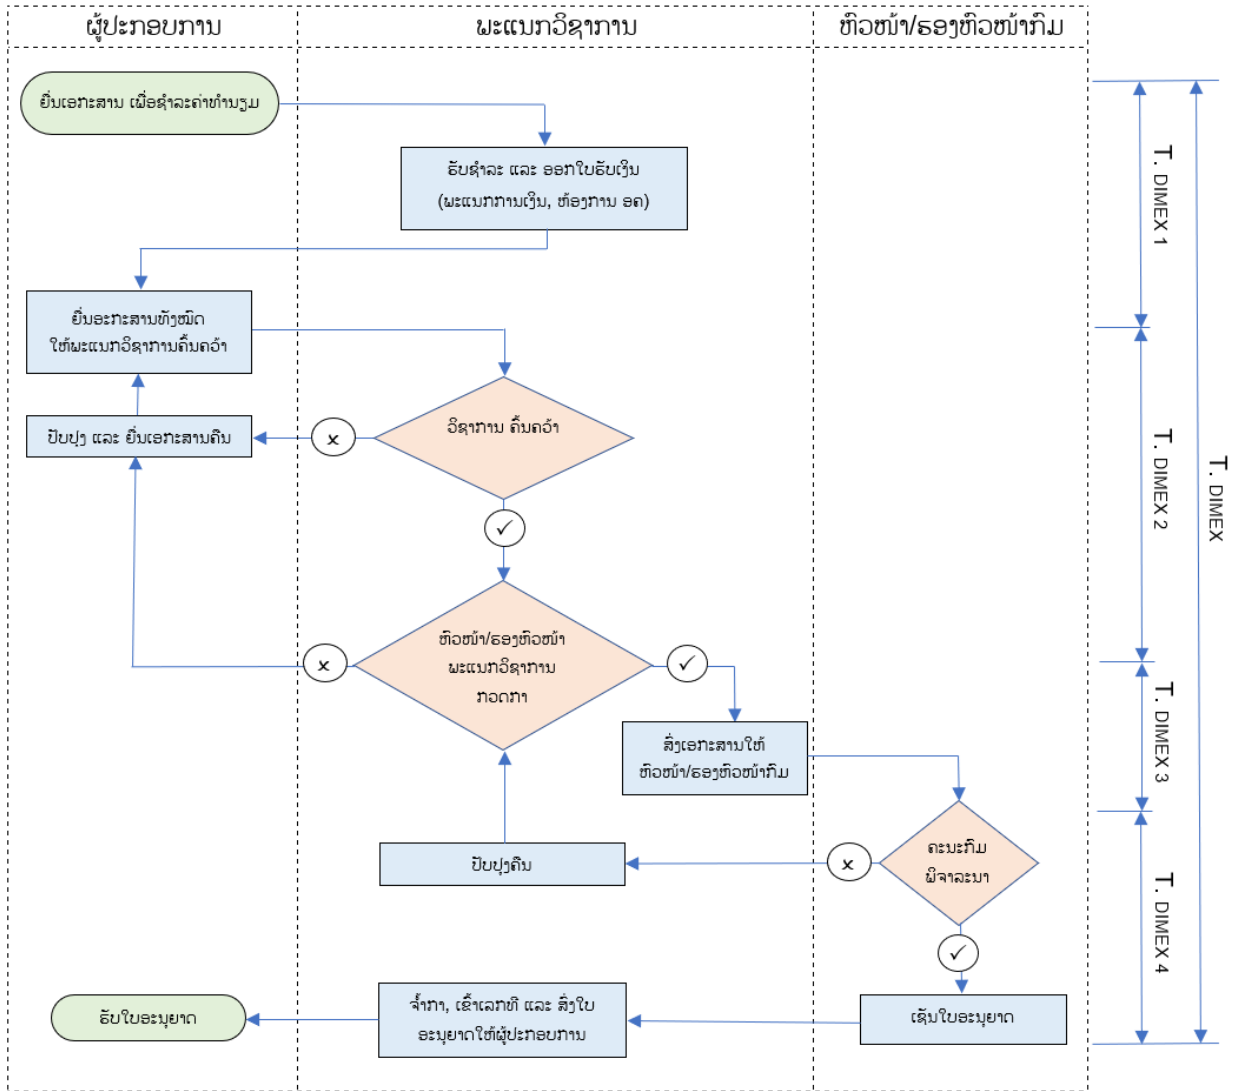 ຜູ້ປະກອບການ
ພະແນກວິຊາການ
ຫົວໜ້າ/ຮອງຫົວໜ້າກົມ
ຍື່ນເອກະສານ ເພື່ອຊຳລະຄ່າທຳນຽມ
ຮັບຊຳລະ ແລະ ອອກໃບຮັບເງິນ
(ພະແນກການເງິນ, ຫ້ອງການ ອຄ)
ຍື່ນອະກະສານທັງໝົດ
ໃຫ້ພະແນກວິຊາການຄົ້ນຄວ້າ
ປັບປຸງ ແລະ ຍື່ນເອກະສານຄືນ
x
ວິຊາການ ຄົ້ນຄວ້າ
✓
ຫົວໜ້າ/ຮອງຫົວໜ້າ
ພະແນກວິຊາການ
ກວດກາ
x
✓
ສົ່ງເອກະສານໃຫ້
ຫົວໜ້າ/ຮອງຫົວໜ້າກົມ
ປັບປຸງຄືນ
x
ຄະນະກົມ
ພິຈາລະນາ
✓
ເຊັນໃບອະນຸຍາດ
ຈ້ຳກາ, ເຂົ້າເລກທີ ແລະ ສົ່ງໃບ
ອະນຸຍາດໃຫ້ຜູ້ປະກອບການ
ຮັບໃບອະນຸຍາດ
T. DIMEX 1
T. DIMEX 2
T. DIMEX 3
T. DIMEX 4
T. DIMEX